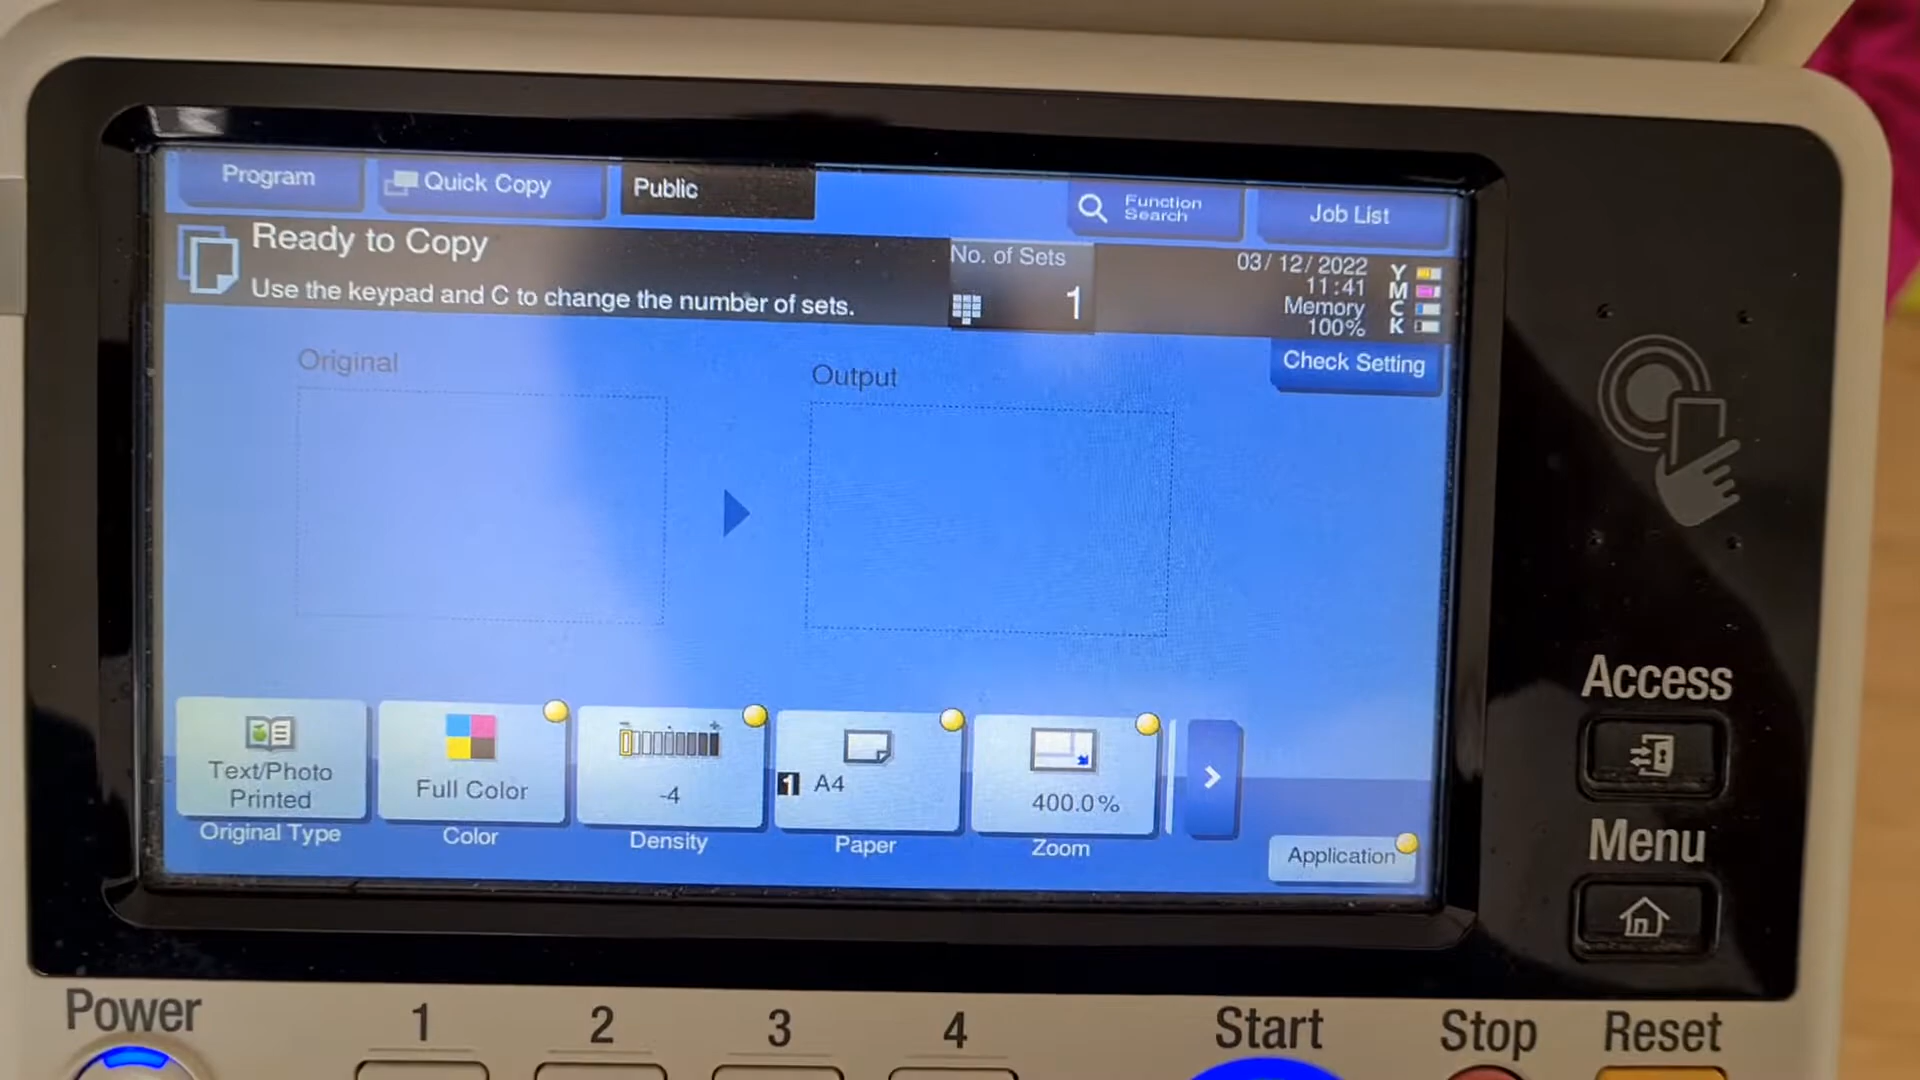 Program
Quick Copy
Public
Function
Search
Job List
Ready to Copy
Use the keypad and C to change the number of sets.
No. of Sets
1
03/12/2022
11:41
Memory
100%
Y
M
C
K
Check Setting
Original
Output
Text/Photo
Printed
Original Type
Full Color
Color
- +
-4
Density
1 A4
Paper
400.0%
Zoom
Application
Access
Menu
Power
1
2
3
4
Start
Stop
Reset